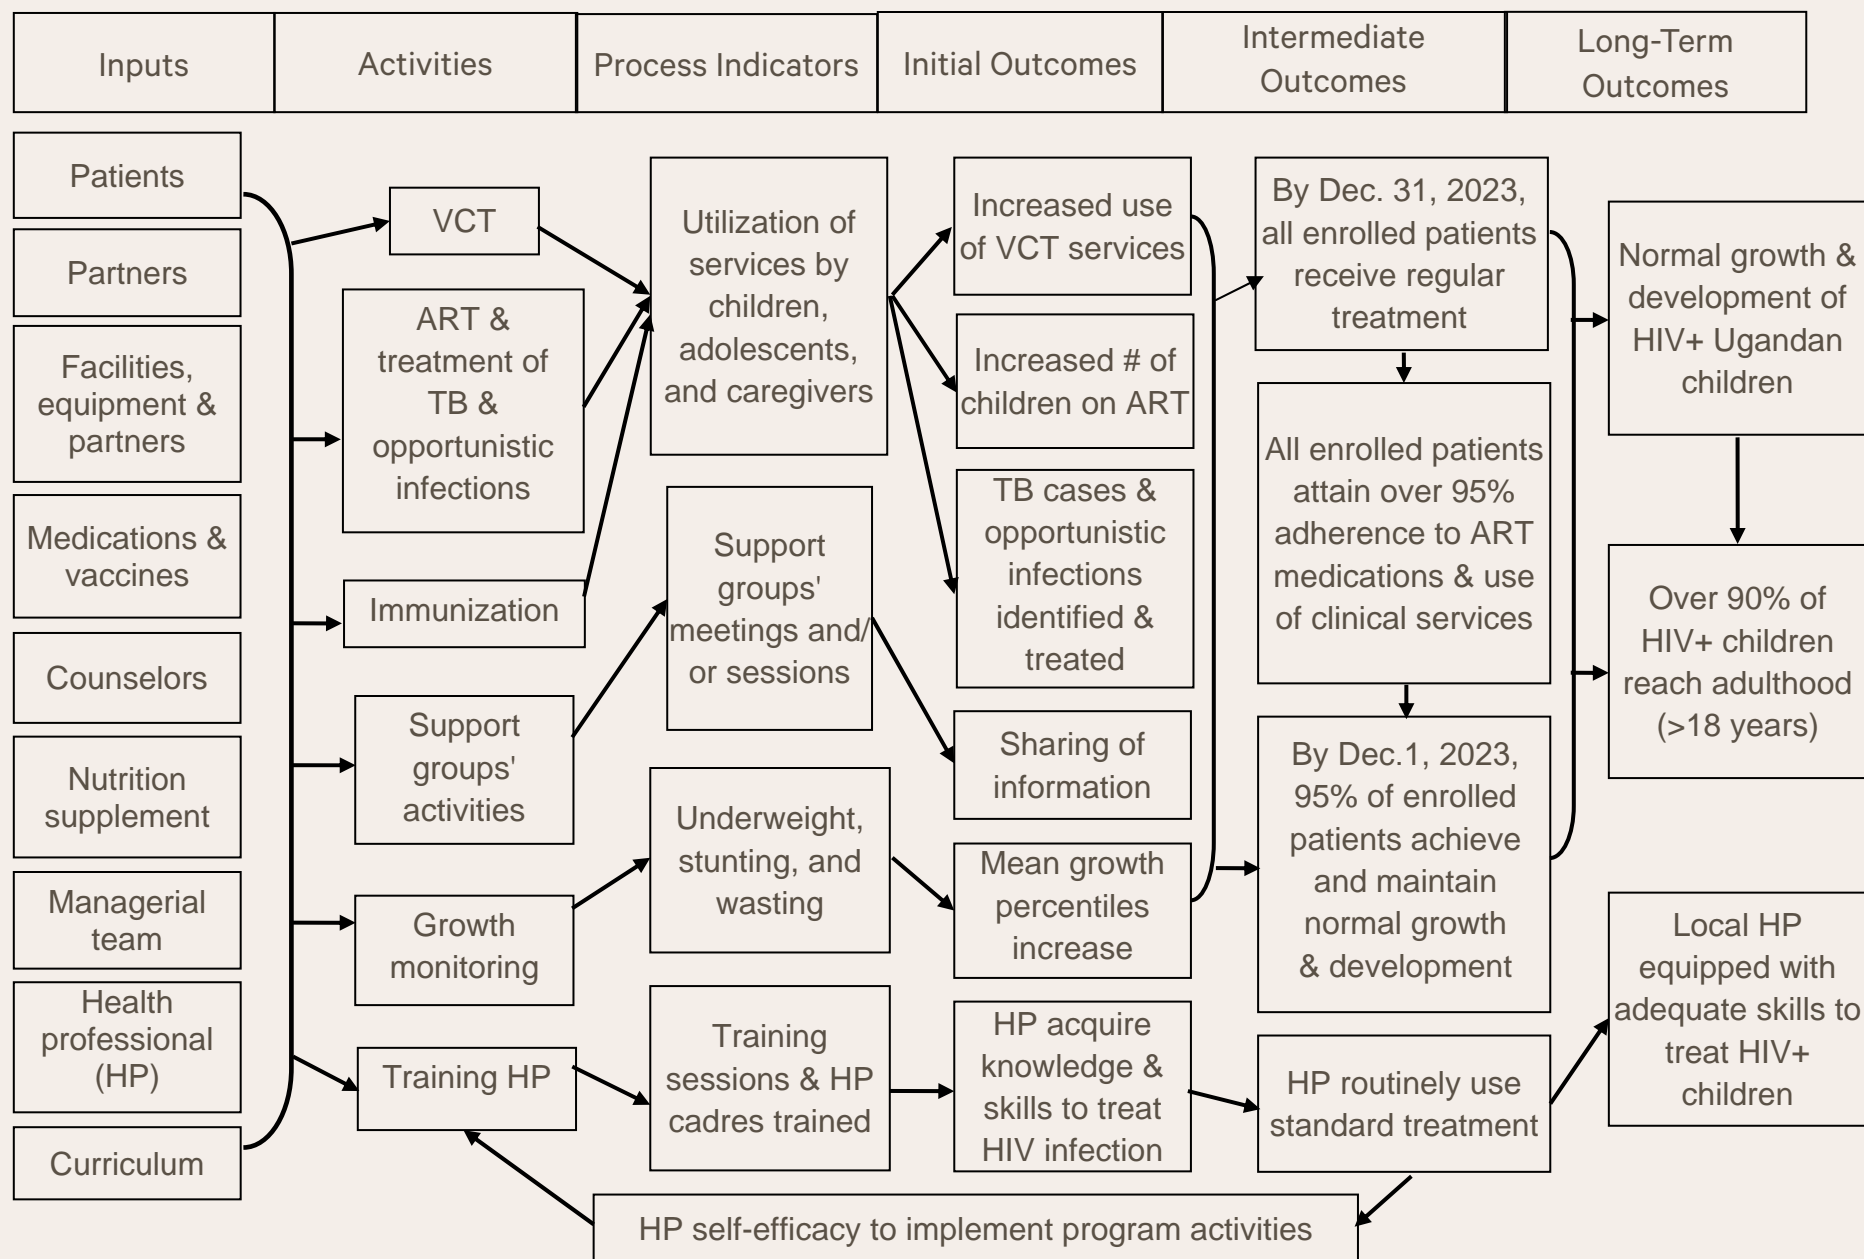 Inputs
Activities
Process Indicators
Initial Outcomes
Intermediate
Outcomes
Long-Term
Outcomes
Patients
Partners
Facilities,
equipment &
partners
Medications &
vaccines
Counselors
Nutrition
supplement
Managerial
team
Health
professional
(HP)
Curriculum
VCT
ART &
treatment of
TB &
opportunistic
infections
Immunization
Support
groups'
activities
Growth
monitoring
Training HP
Utilization of
services by
children,
adolescents,
and caregivers
Support
groups'
meetings and/
or sessions
Underweight,
stunting, and
wasting
Training
sessions & HP
cadres trained
Increased use
of VCT services
Increased # of
children on ART
TB cases &
opportunistic
infections
identified &
treated
Sharing of
information
Mean growth
percentiles
increase
HP acquire
knowledge &
skills to treat
HIV infection
By Dec. 31, 2023,
all enrolled patients
receive regular
treatment
All enrolled patients
attain over 95%
adherence to ART
medications & use
of clinical services
By Dec.1, 2023,
95% of enrolled
patients achieve
and maintain
normal growth
& development
HP routinely use
standard treatment
Normal growth &
development of
HIV+ Ugandan
children
Over 90% of
HIV+ children
reach adulthood
(>18 years)
Local HP
equipped with
adequate skills to
treat HIV+
children
HP self-efficacy to implement program activities